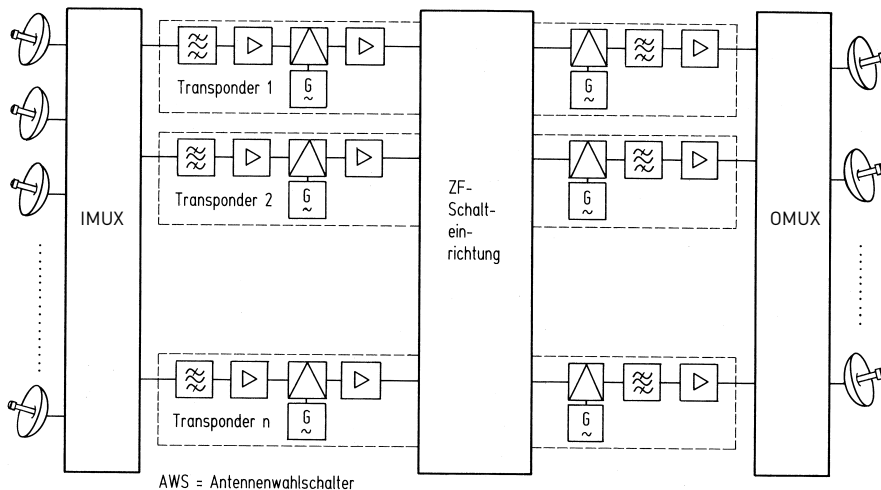 G
~
G
~
Transponder 1
G
~
G
~
Transponder 2
IMUX
ZF-
Schalt-
ein-
richtung
OMUX
G
~
G
~
Transponder n
AWS = Antennenwahlschalter